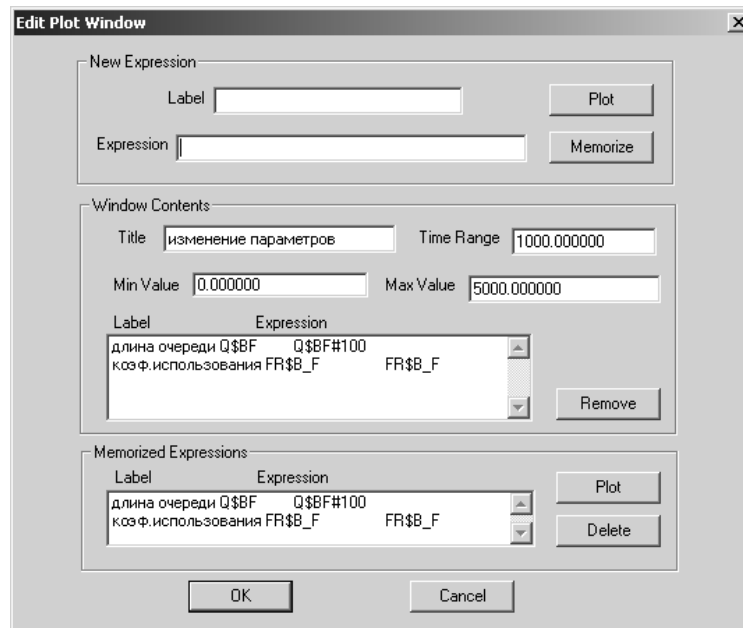 Edit Plot Window
New Expression
Label
Plot
Expression
Memorize
Window Contents
Title изменение параметров Time Range 1000.000000
Min Value 0.000000 Max Value 5000.000000
Label Expression
длина очереди Q$BF Q$BF#100
коэф.использования FR$B_F FR$B_F
Remove
Memorized Expressions
Label Expression
Plot
длина очереди Q$BF Q$BF#100
коэф.использования FR$B_F FR$B_F
Delete
OK Cancel